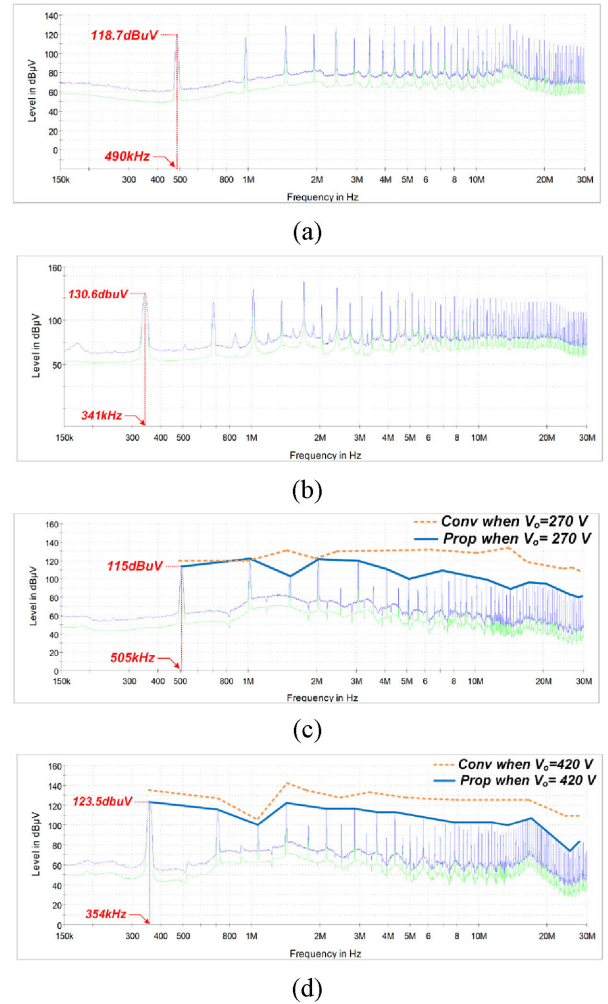 140
120
100
80
60
40
20
0
Level in dBµV
118.7dBuV
490kHz
150k 300 400 500 800 1M 2M 3M 4M 5M 6 8 10M 20M 30M
Frequency in Hz
(a)
160
100
50
Level in dBµV
130.6dbuV
341kHz
150k 300 400 500 800 1M 2M 3M 4M 5M 6 8 10M 20M 30M
Frequency in Hz
(b)
Conv when Vo=270 V
Prop when Vo= 270 V
160
140
120
100
80
60
40
20
0
Level in dBµV
115dBuV
505kHz
150k 300 400 500 800 1M 2M 3M 4M 5M 6 8 10M 20M 30M
Frequency in Hz
(c)
Conv when Vo=420 V
Prop when Vo= 420 V
160
140
120
100
80
60
40
20
0
Level in dBµV
123.5dbuV
354kHz
150k 300 400 500 800 1M 2M 3M 4M 5M 6 8 10M 20M 30M
Frequency in Hz
(d)